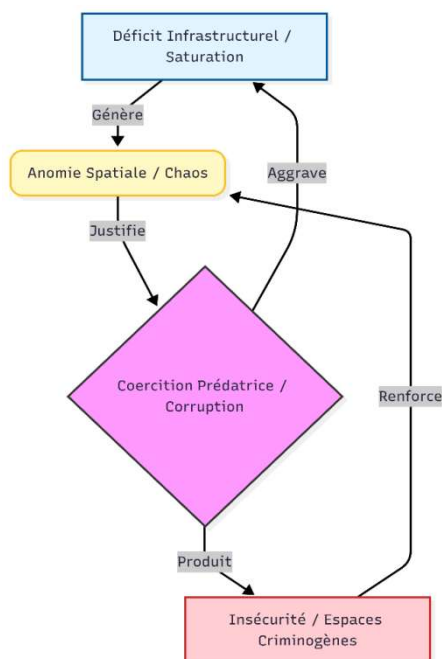 Déficit Infrastructurel /
Saturation
Génère
Anomie Spatiale / Chaos
Aggrave
Justifie
Coercition Prédatrice /
Corruption
Renforce
Produit
Insécurité / Espaces
Criminogènes